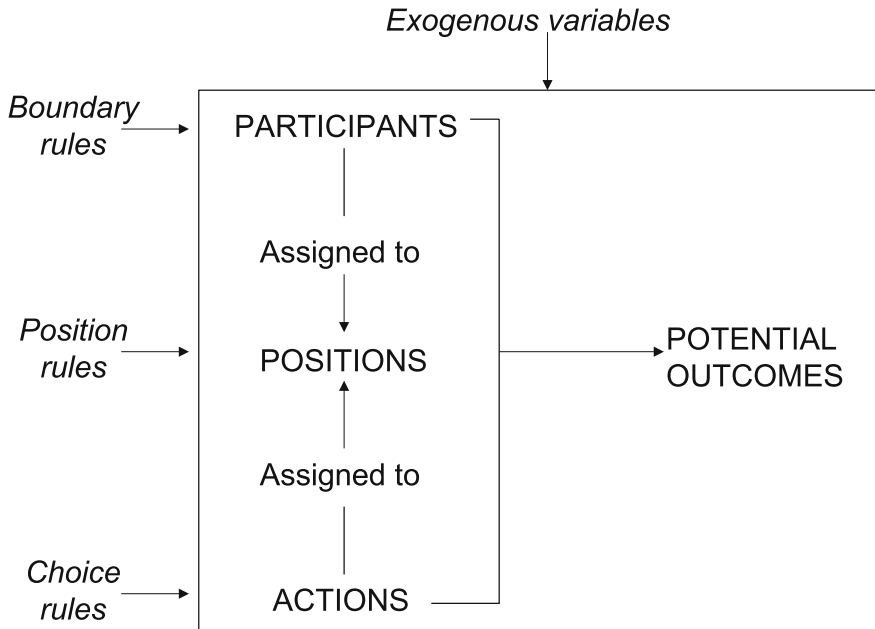 Exogenous variables
Boundary
rules
PARTICIPANTS
Assigned to
Position
rules
POSITIONS
POTENTIAL
OUTCOMES
Assigned to
Choice
rules
ACTIONS